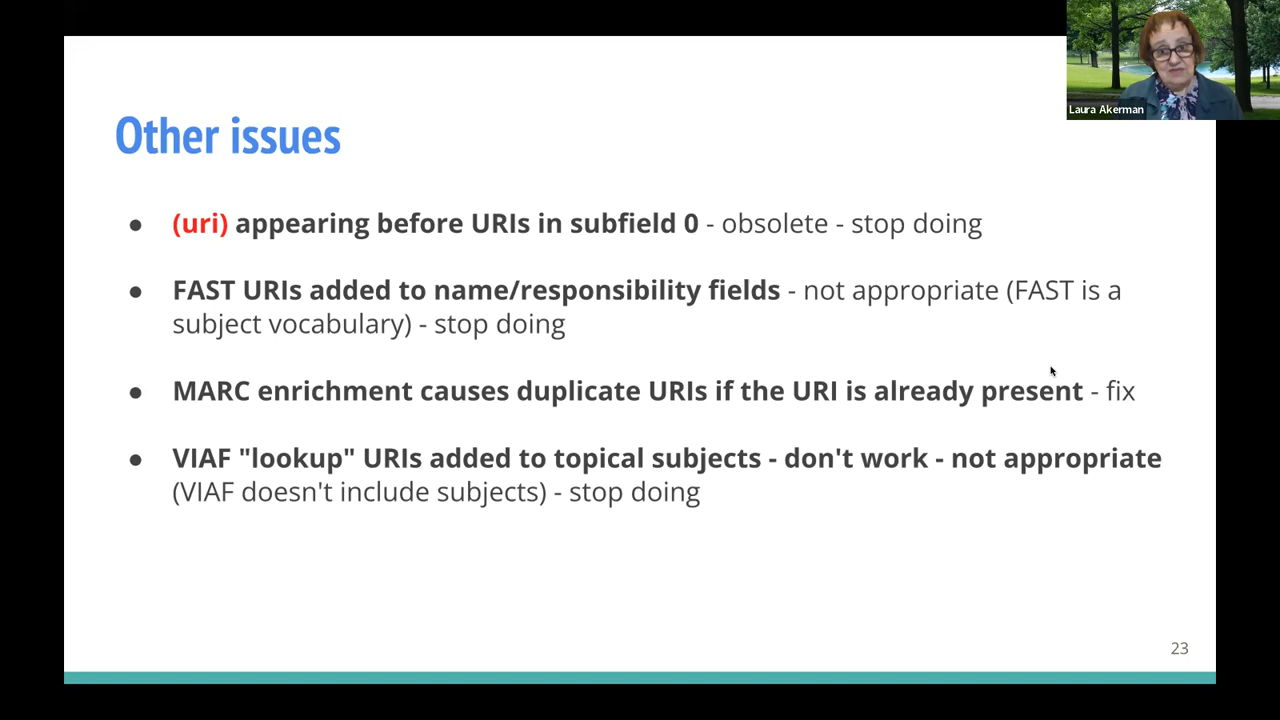 Laura Akerman
Other issues
● (uri) appearing before URIs in subfield 0 - obsolete - stop doing
● FAST URIs added to name/responsibility fields - not appropriate (FAST is a
subject vocabulary) - stop doing
● MARC enrichment causes duplicate URIs if the URI is already present - fix
● VIAF "lookup" URIs added to topical subjects - don't work - not appropriate
(VIAF doesn't include subjects) - stop doing
23